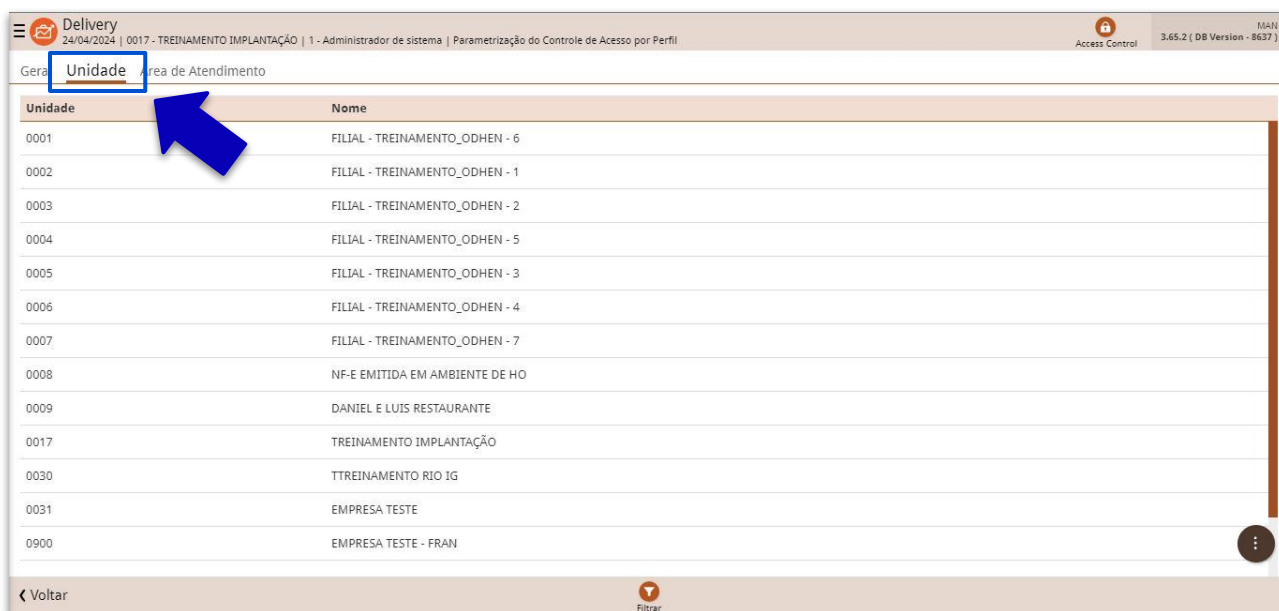 Delivery
24/04/2024 | 0017 - TREINAMENTO IMPLANTAÇÃO | 1 - Administrador de Sistema | Parametrização do Controle de Acesso por Perfil
Access Control
MAN
3.65.2 ( DB Version - 8637 )
Gera Unidade Área de Atendimento
Unidade Nome
0001 FILIAL - TREINAMENTO_ODHEN - 6
0002 FILIAL - TREINAMENTO_ODHEN - 1
0003 FILIAL - TREINAMENTO_ODHEN - 2
0004 FILIAL - TREINAMENTO_ODHEN - 5
0005 FILIAL - TREINAMENTO_ODHEN - 3
0006 FILIAL - TREINAMENTO_ODHEN - 4
0007 FILIAL - TREINAMENTO_ODHEN - 7
0008 NF-E EMITIDA EM AMBIENTE DE HO
0009 DANIEL E LUIS RESTAURANTE
0017 TREINAMENTO IMPLANTAÇÃO
0030 TTREINAMENTO RIO IG
0031 EMPRESA TESTE
0900 EMPRESA TESTE - FRAN
Voltar
Filtrar